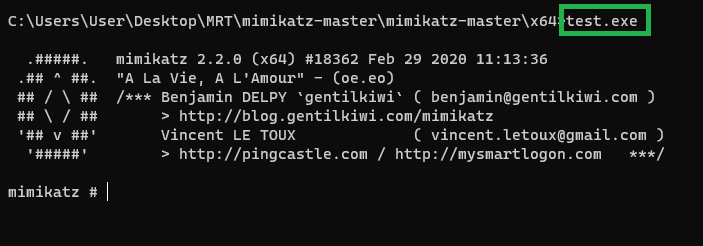 C:\Users\User\Desktop\MRT\mimikatz-master\mimikatz-master\x64>test.exe
  .#####.   mimikatz 2.2.0 (x64) #18362 Feb 29 2020 11:13:36
 .## ^ ##.  "A La Vie, A L'Amour" - (oe.eo)
 ## / \ ##  /*** Benjamin DELPY `gentilkiwi` ( benjamin@gentilkiwi.com )
 ## \ / ##       > http://blog.gentilkiwi.com/mimikatz
 '## v ##'       Vincent LE TOUX             ( vincent.letoux@gmail.com )
  '#####'        > http://pingcastle.com / http://mysmartlogon.com   ***/
mimikatz #